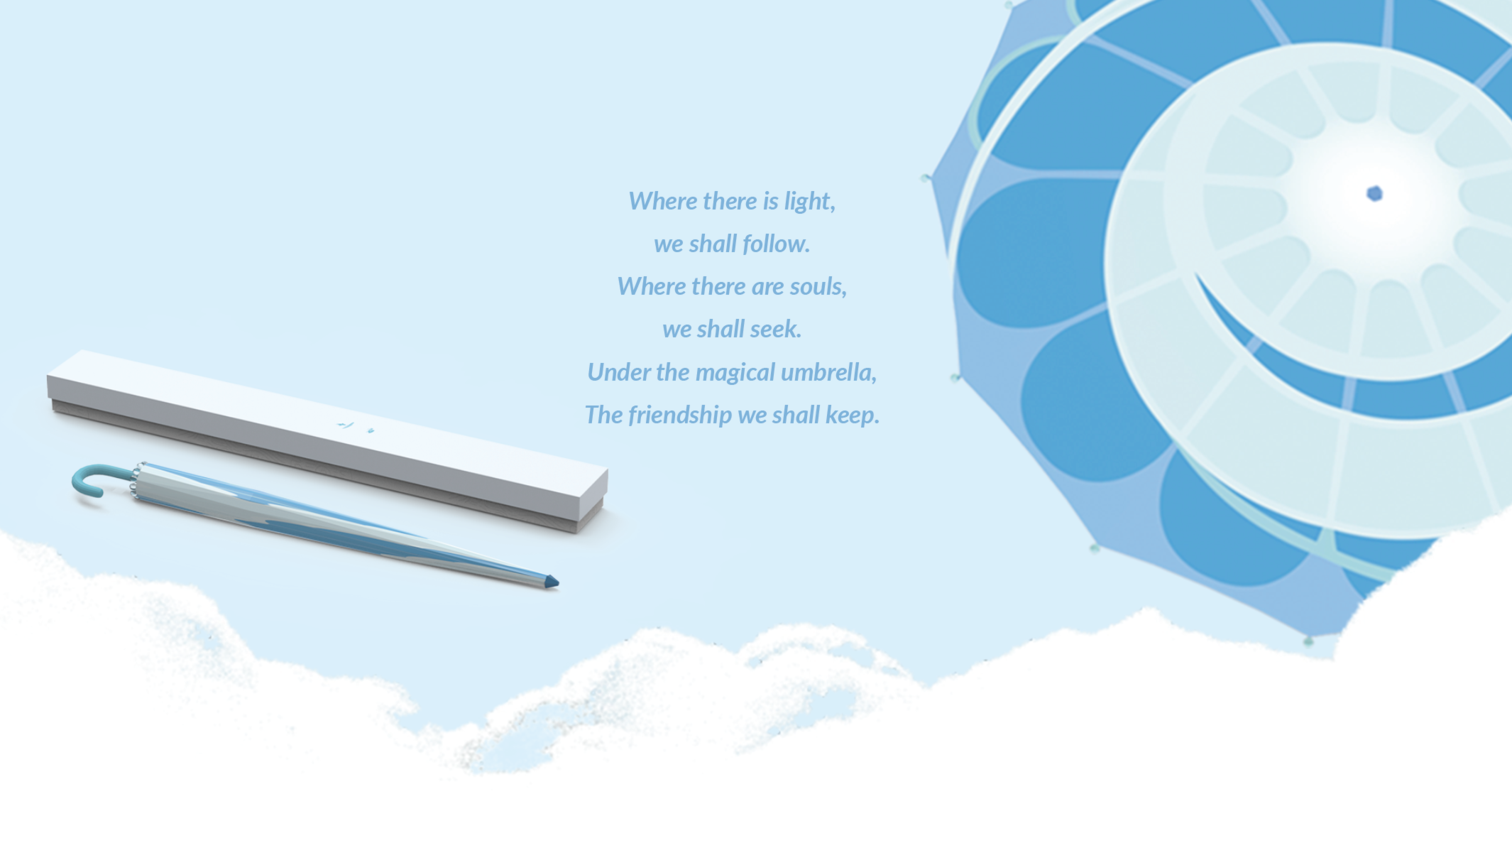 Where there is light,
we shall follow.
Where there are souls,
we shall seek.
Under the magical umbrella,
The friendship we shall keep.